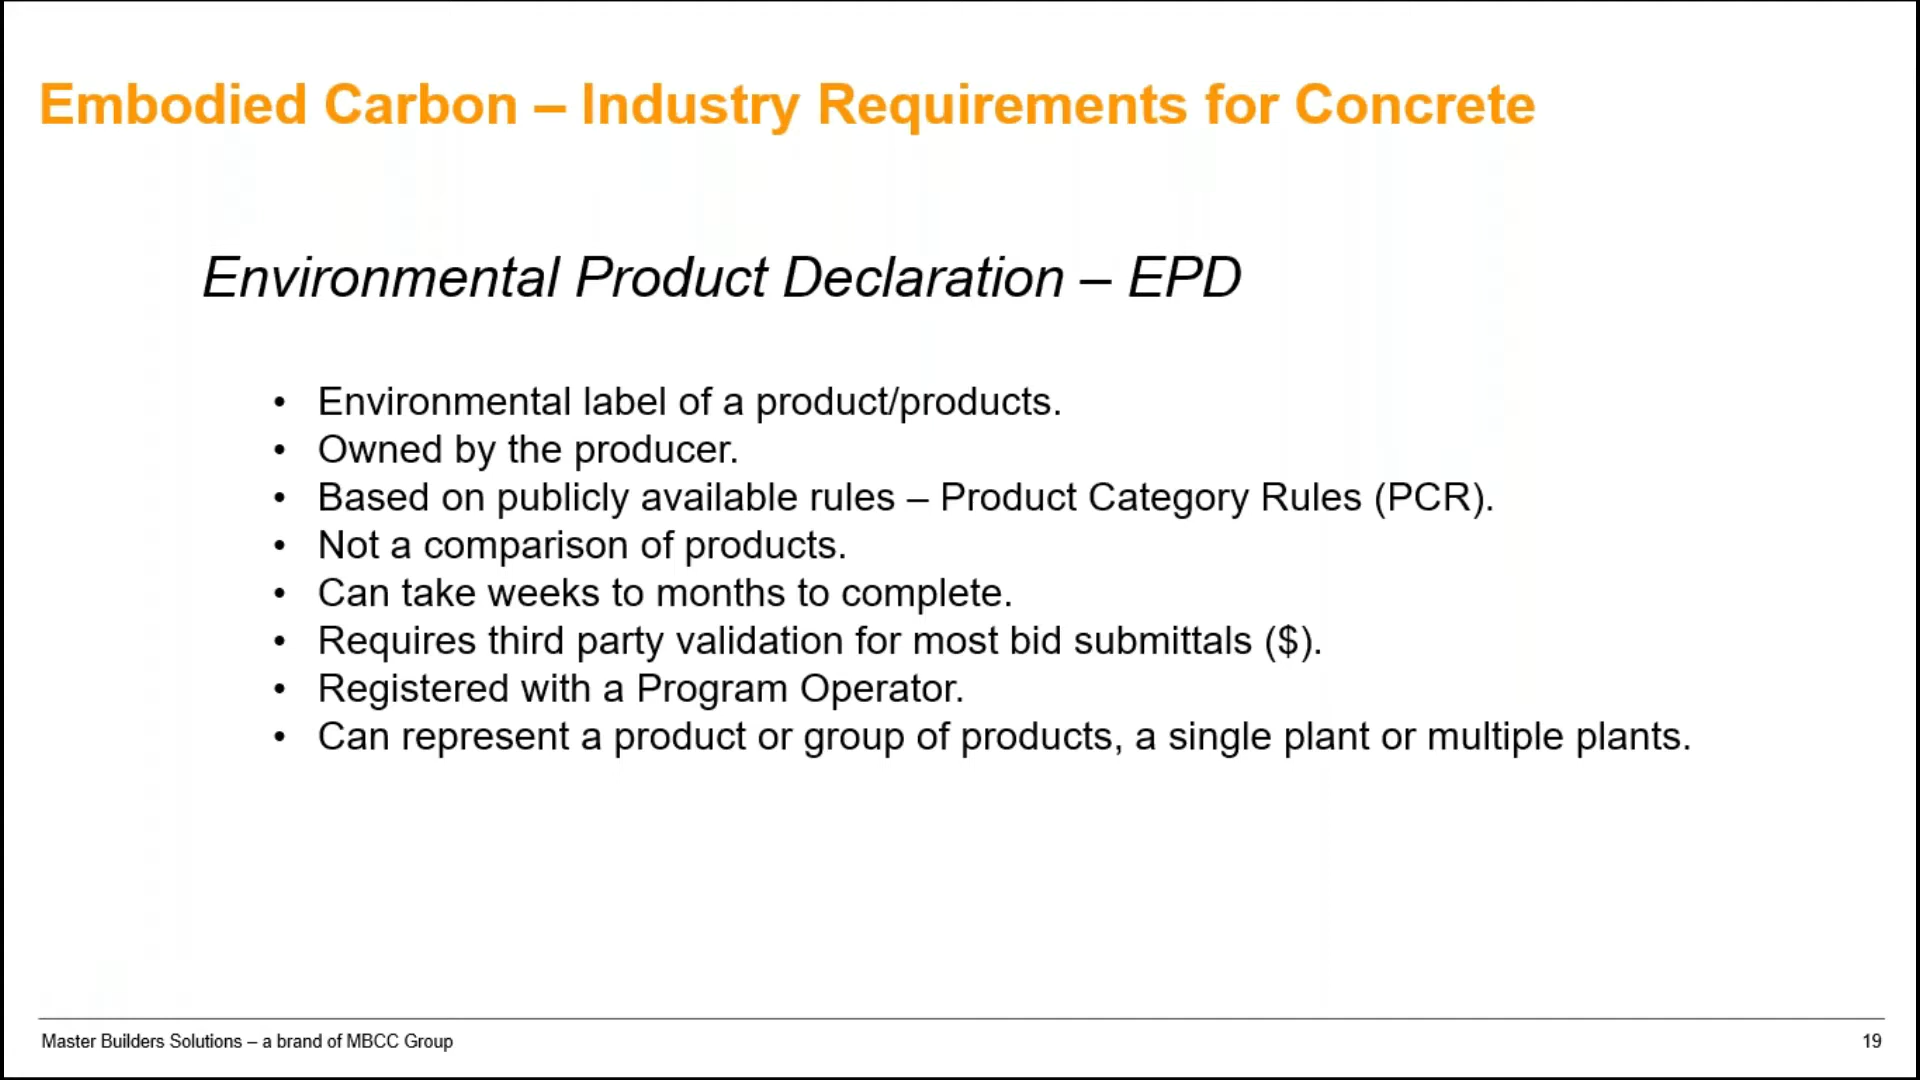 Embodied Carbon – Industry Requirements for Concrete
Environmental Product Declaration – EPD
• Environmental label of a product/products.
• Owned by the producer.
• Based on publicly available rules – Product Category Rules (PCR).
• Not a comparison of products.
• Can take weeks to months to complete.
• Requires third party validation for most bid submittals ($).
• Registered with a Program Operator.
• Can represent a product or group of products, a single plant or multiple plants.
Master Builders Solutions – a brand of MBCC Group
19